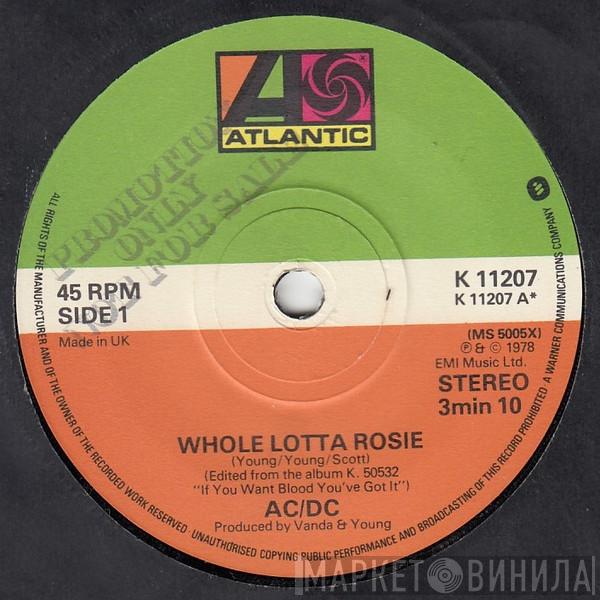 ATLANTIC
PROMOTION
ONLY
NOT FOR SALE
45 RPM
SIDE 1
Made in UK
K 11207
K 11207 A*
(MS 5005X)
℗ & © 1978
EMI Music Ltd.
STEREO
3min 10
WHOLE LOTTA ROSIE
(Young/Young/Scott)
(Edited from the album K. 50532
"If You Want Blood You've Got It")
AC/DC
Produced by Vanda & Young
ALL RIGHTS OF THE MANUFACTURER AND OF THE OWNER OF THE RECORDED WORK RESERVED · UNAUTHORISED COPYING PUBLIC PERFORMANCE AND BROADCASTING OF THIS RECORD PROHIBITED · A WARNER COMMUNICATIONS COMPANY
МАРКЕТ ВИНИЛА